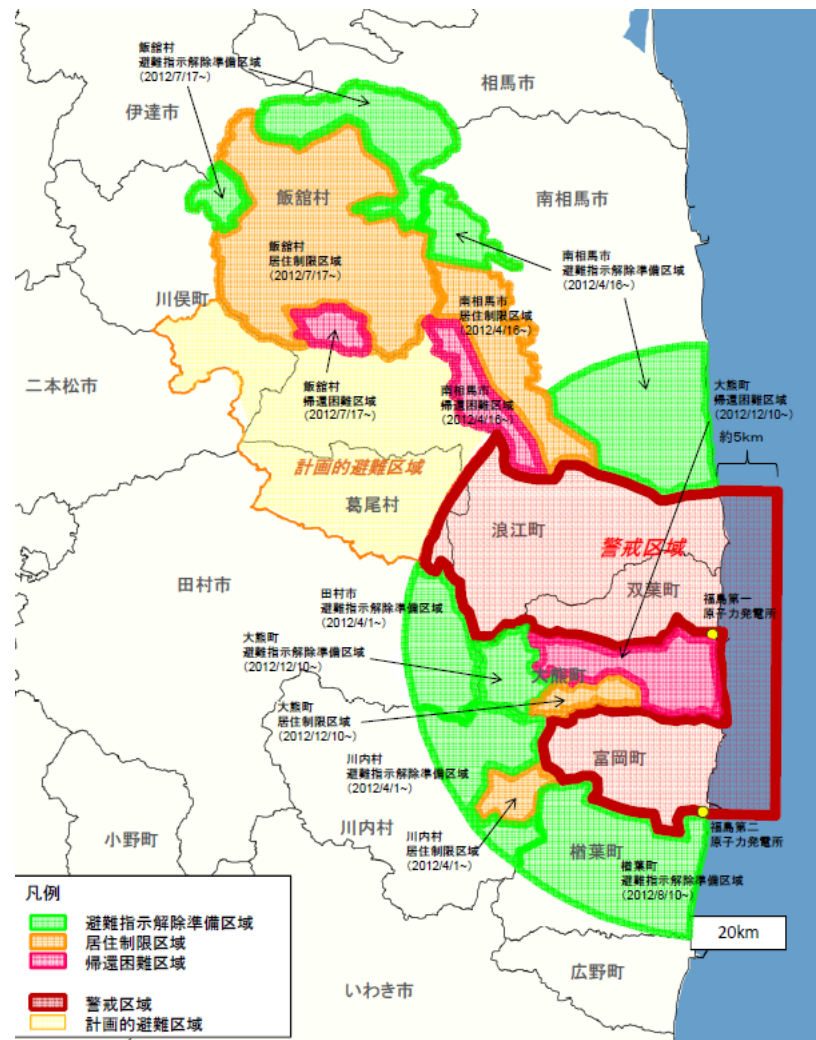 飯舘村
避難指示解除準備区域
(2012/7/17~)
相馬市
伊達市
飯舘村
南相馬市
飯舘村
居住制限区域
(2012/7/17~)
南相馬市
避難指示解除準備区域
(2012/4/16~)
川俣町
南相馬市
居住制限区域
(2012/4/16~)
二本松市
飯舘村
帰還困難区域
(2012/7/17~)
南相馬市
帰還困難区域
(2012/4/16~)
大熊町
帰還困難区域
(2012/12/10~)
約5km
計画的避難区域
葛尾村
浪江町
警戒区域
双葉町
田村市
田村市
避難指示解除準備区域
(2012/4/1~)
福島第一
原子力発電所
大熊町
避難指示解除準備区域
(2012/12/10~)
大熊町
大熊町
居住制限区域
(2012/12/10~)
富岡町
川内村
避難指示解除準備区域
(2012/4/1~)
川内村
小野町
川内村
居住制限区域
(2012/4/1~)
福島第二
原子力発電所
楢葉町
楢葉町
避難指示解除準備区域
(2012/8/10~)
20km
広野町
いわき市
凡例
避難指示解除準備区域
居住制限区域
帰還困難区域
警戒区域
計画的避難区域